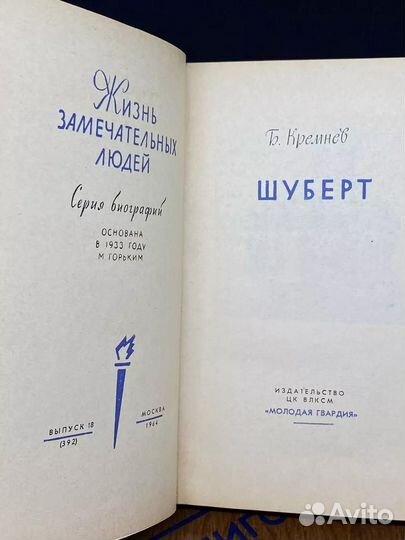 Жизнь
ЗАМЕЧАТЕЛЬНЫХ
ЛЮДЕЙ
Серия биографий
ОСНОВАНА
В 1933 ГОДУ
М. ГОРЬКИМ
ВЫПУСК 18
(392)
МОСКВА
1964
Б. Кремнёв
ШУБЕРТ
ИЗДАТЕЛЬСТВО
ЦК ВЛКСМ
«МОЛОДАЯ ГВАРДИЯ»
Avito